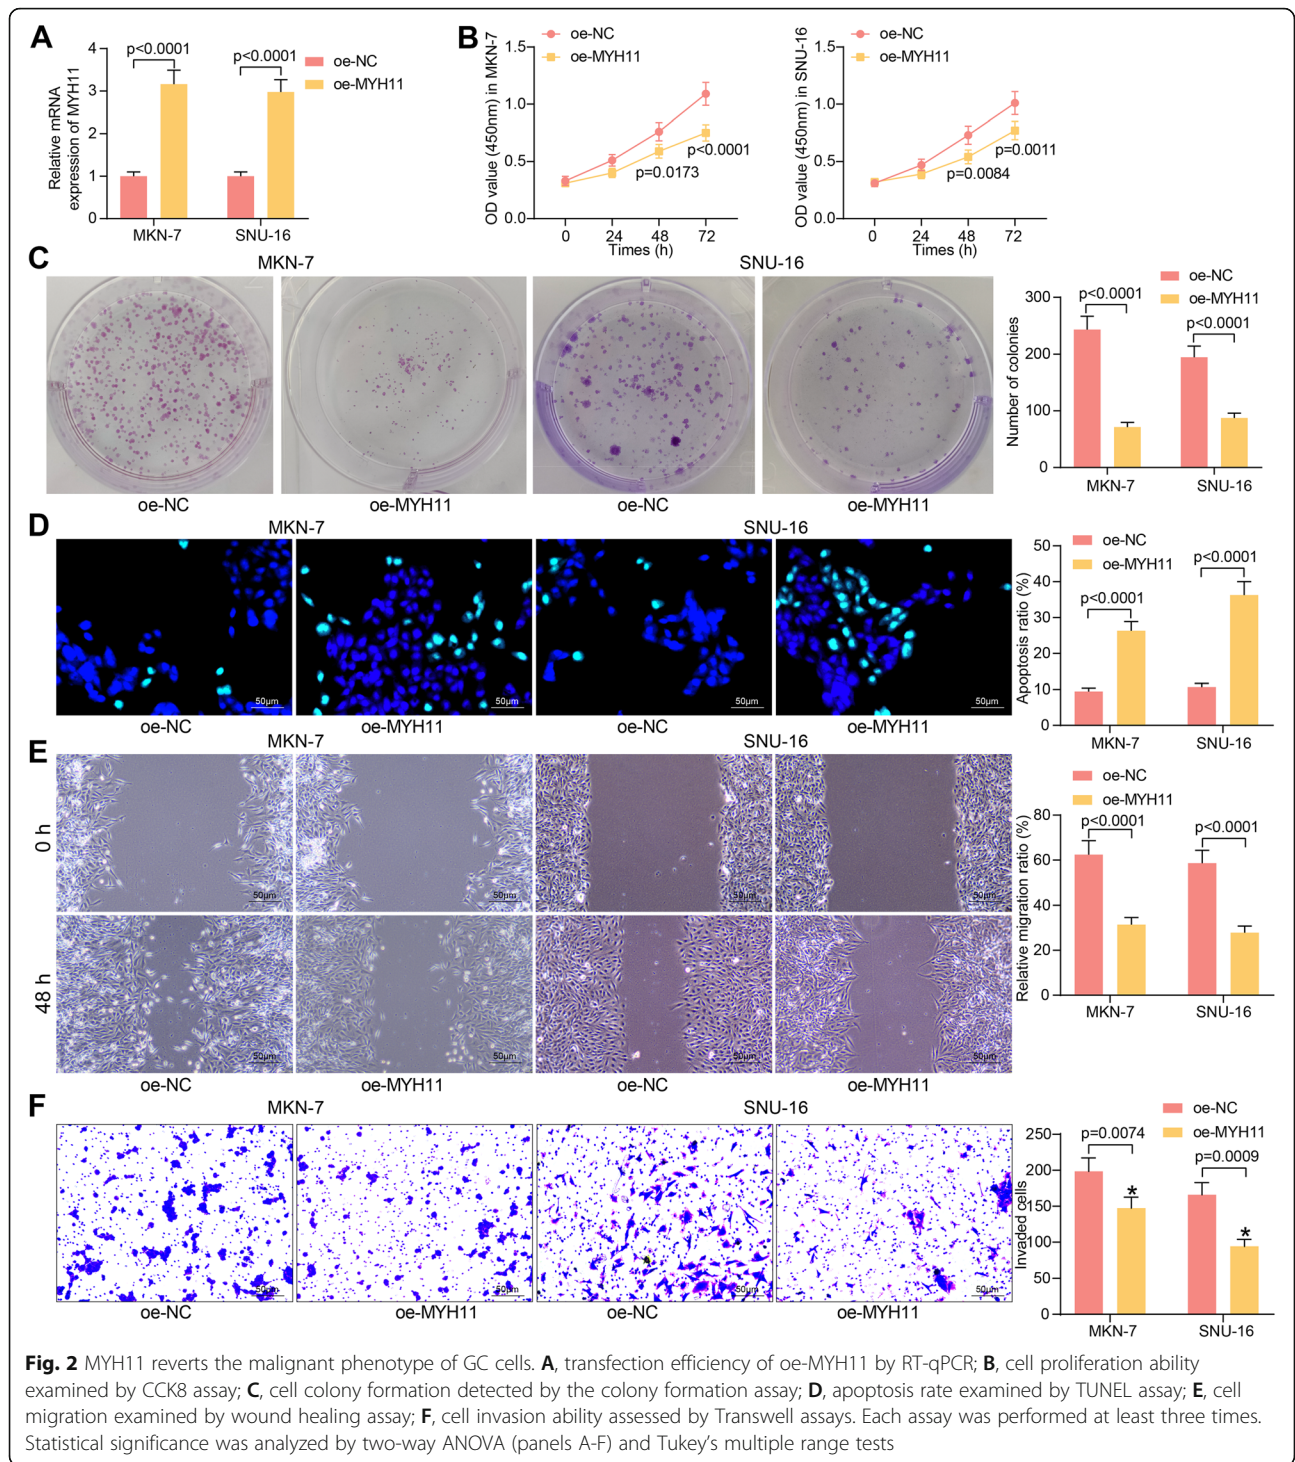 A
Relative mRNA
expression of MYH11
4
3
2
1
0
p<0.0001
p<0.0001
MKN-7
SNU-16
oe-NC
oe-MYH11
B
OD value (450nm) in MKN-7
1.5
1.0
0.5
0.0
oe-NC
oe-MYH11
p<0.0001
p=0.0173
0 24 48 72
Times (h)
OD value (450nm) in SNU-16
1.5
1.0
0.5
0.0
oe-NC
oe-MYH11
p=0.0011
p=0.0084
0 24 48 72
Times (h)
C
MKN-7
SNU-16
oe-NC
oe-MYH11
oe-NC
oe-MYH11
Number of colonies
300
200
100
0
oe-NC
oe-MYH11
p<0.0001
p<0.0001
MKN-7
SNU-16
D
MKN-7
SNU-16
50µm
50µm
50µm
50µm
oe-NC
oe-MYH11
oe-NC
oe-MYH11
Apoptosis ratio (%)
50
40
30
20
10
0
oe-NC
oe-MYH11
p<0.0001
p<0.0001
MKN-7
SNU-16
E
MKN-7
SNU-16
0 h
50µm
50µm
50µm
50µm
48 h
50µm
50µm
50µm
50µm
oe-NC
oe-MYH11
oe-NC
oe-MYH11
Relative migration ratio (%)
80
60
40
20
0
oe-NC
oe-MYH11
p<0.0001
p<0.0001
MKN-7
SNU-16
F
MKN-7
SNU-16
50µm
50µm
50µm
50µm
oe-NC
oe-MYH11
oe-NC
oe-MYH11
Invaded cells
250
200
150
100
50
0
oe-NC
oe-MYH11
p=0.0074
p=0.0009
*
*
MKN-7
SNU-16
Fig. 2 MYH11 reverts the malignant phenotype of GC cells. A, transfection efficiency of oe-MYH11 by RT-qPCR; B, cell proliferation ability
examined by CCK8 assay; C, cell colony formation detected by the colony formation assay; D, apoptosis rate examined by TUNEL assay; E, cell
migration examined by wound healing assay; F, cell invasion ability assessed by Transwell assays. Each assay was performed at least three times.
Statistical significance was analyzed by two-way ANOVA (panels A-F) and Tukey's multiple range tests